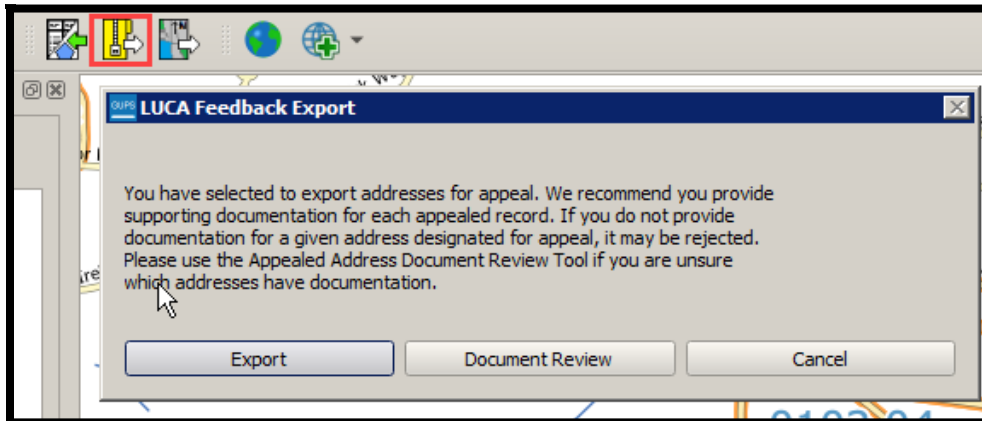 GUPS LUCA Feedback Export
You have selected to export addresses for appeal. We recommend you provide
supporting documentation for each appealed record. If you do not provide
documentation for a given address designated for appeal, it may be rejected.
Please use the Appealed Address Document Review Tool if you are unsure
which addresses have documentation.
Export Document Review Cancel